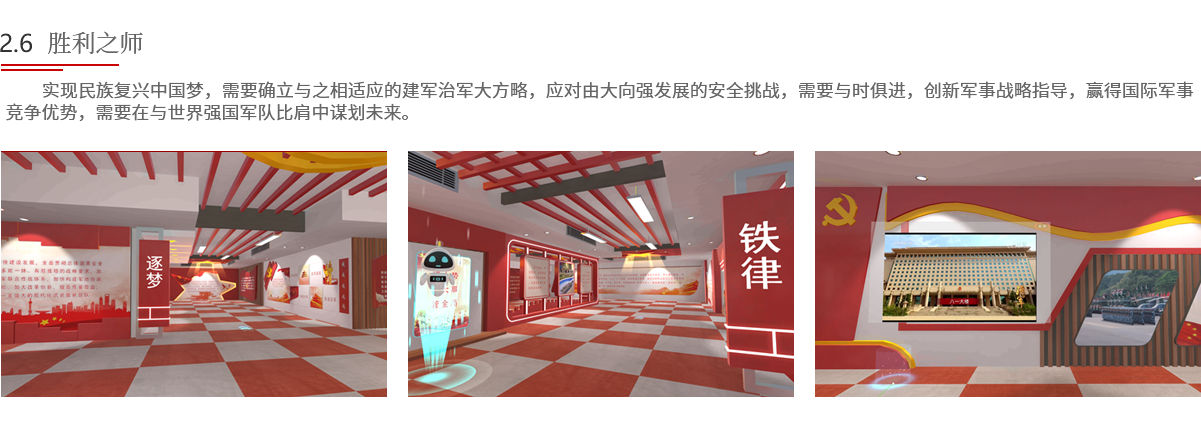 2.6 胜利之师
实现民族复兴中国梦，需要确立与之相适应的建军治军大方略，应对由大向强发展的安全挑战，需要与时俱进，创新军事战略指导，赢得国际军事
竞争优势，需要在与世界强国军队比肩中谋划未来。
逐梦
铁律
八一大楼